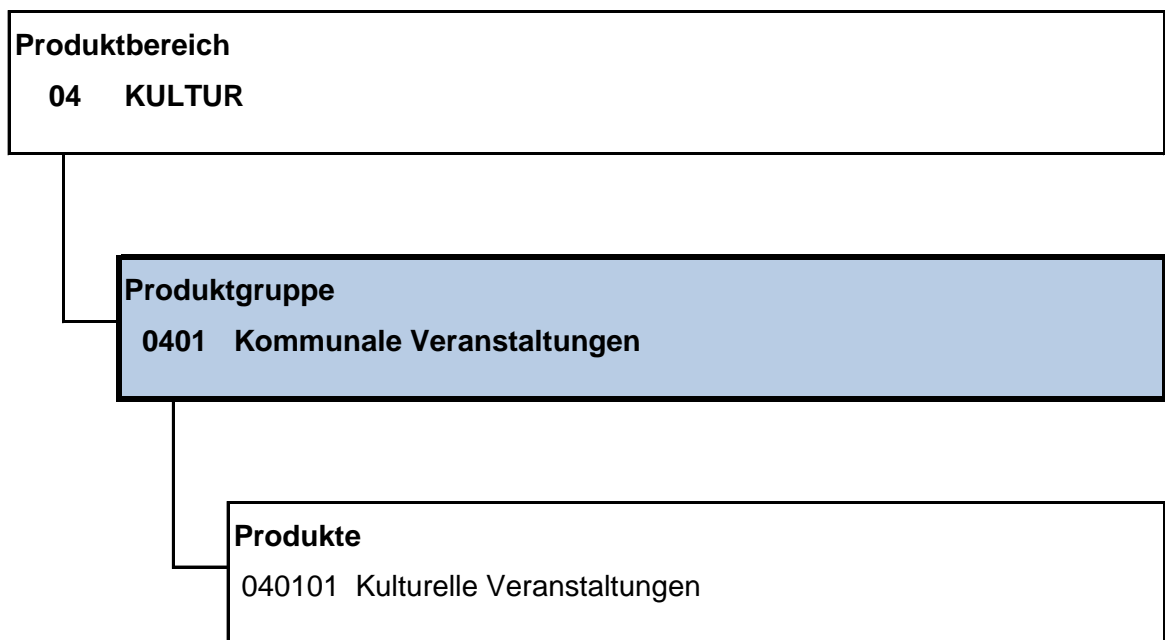 Produktbereich
04 KULTUR
Produktgruppe
0401 Kommunale Veranstaltungen
Produkte
040101 Kulturelle Veranstaltungen